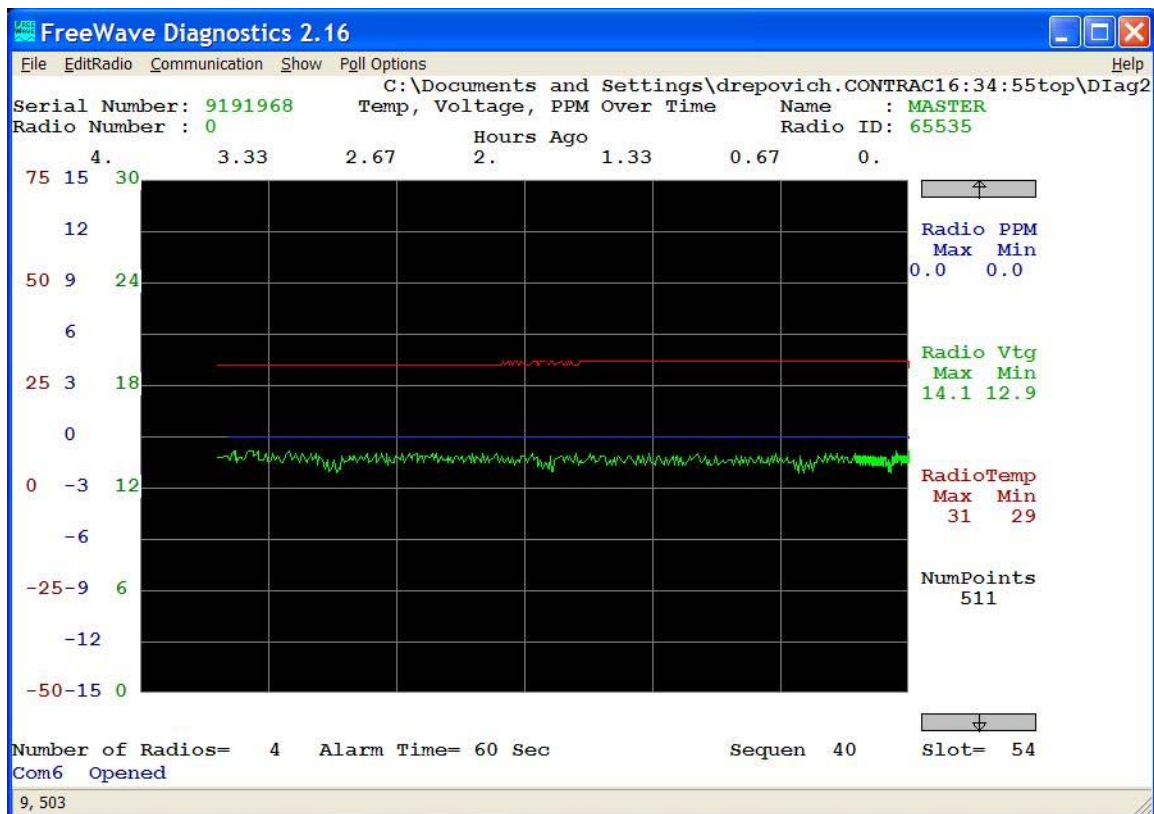 FreeWave Diagnostics 2.16
File EditRadio Communication Show Poll Options Help
C:\Documents and Settings\drepovich.CONTRAC16:34:55top\DIag2
Serial Number: 9191968 Temp, Voltage, PPM Over Time Name : MASTER
Radio Number : 0 Radio ID: 65535
Hours Ago
4. 3.33 2.67 2. 1.33 0.67 0.
75 15 30
12
Radio PPM
Max Min
0.0 0.0
50 9 24
6
Radio Vtg
Max Min
14.1 12.9
25 3 18
0
RadioTemp
Max Min
31 29
0 -3 12
-6
NumPoints
511
-25 -9 6
-12
-50 -15 0
Number of Radios= 4 Alarm Time= 60 Sec Sequen 40 Slot= 54
Com6 Opened
9, 503